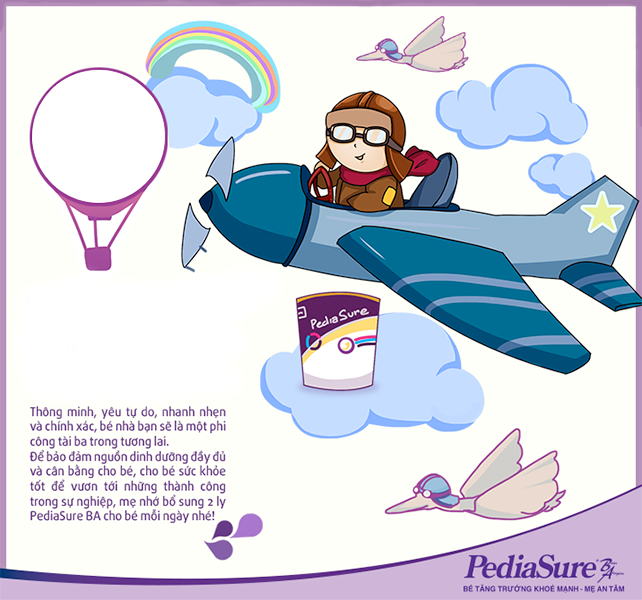 PediaSure
Thông minh, yêu tự do, nhanh nhẹn
và chính xác, bé nhà bạn sẽ là một phi
công tài ba trong tương lai.
Để bảo đảm nguồn dinh dưỡng đầy đủ
và cân bằng cho bé, cho bé sức khỏe
tốt để vươn tới những thành công
trong sự nghiệp, mẹ nhớ bổ sung 2 ly
PediaSure BA cho bé mỗi ngày nhé!
PediaSure BA
BÉ TĂNG TRƯỞNG KHOẺ MẠNH - MẸ AN TÂM